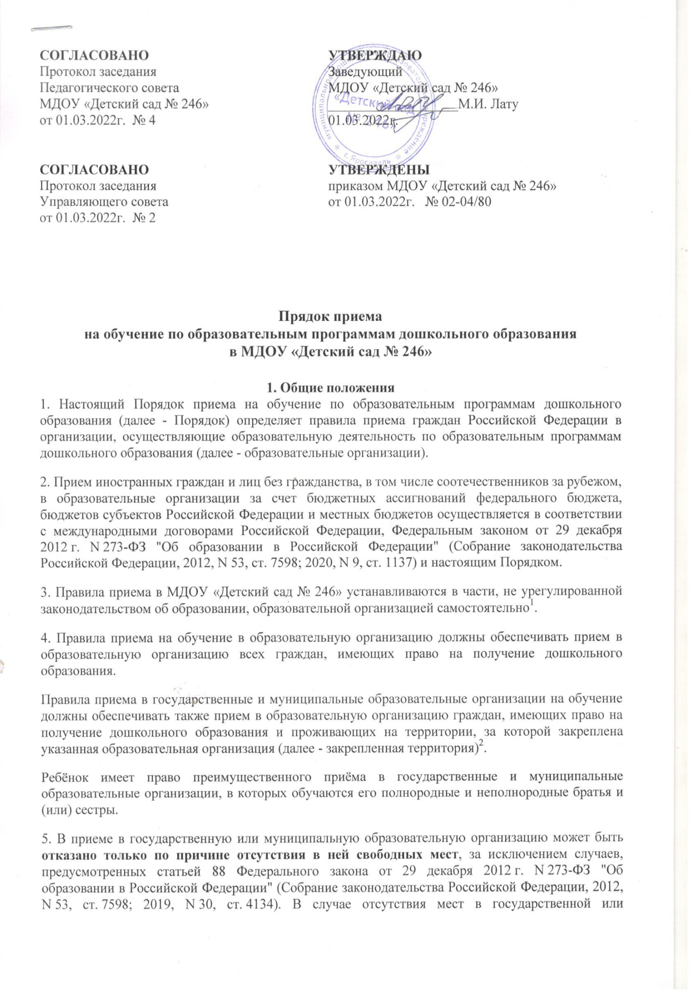 СОГЛАСОВАНО
Протокол заседания
Педагогического совета
МДОУ «Детский сад № 246»
от 01.03.2022г. № 4
УТВЕРЖДАЮ
Заведующий
МДОУ «Детский сад № 246»
М.И. Лату
01.03.2022г.
муниципальное дошкольное образовательное учреждение
«Детский сад
№ 246»
г. Ярославль
СОГЛАСОВАНО
Протокол заседания
Управляющего совета
от 01.03.2022г. № 2
УТВЕРЖДЕНЫ
приказом МДОУ «Детский сад № 246»
от 01.03.2022г. № 02-04/80
Прядок приема
на обучение по образовательным программам дошкольного образования
в МДОУ «Детский сад № 246»
1. Общие положения
1. Настоящий Порядок приема на обучение по образовательным программам дошкольного
образования (далее - Порядок) определяет правила приема граждан Российской Федерации в
организации, осуществляющие образовательную деятельность по образовательным программам
дошкольного образования (далее - образовательные организации).
2. Прием иностранных граждан и лиц без гражданства, в том числе соотечественников за рубежом,
в образовательные организации за счет бюджетных ассигнований федерального бюджета,
бюджетов субъектов Российской Федерации и местных бюджетов осуществляется в соответствии
с международными договорами Российской Федерации, Федеральным законом от 29 декабря
2012 г. N 273-ФЗ "Об образовании в Российской Федерации" (Собрание законодательства
Российской Федерации, 2012, N 53, ст. 7598; 2020, N 9, ст. 1137) и настоящим Порядком.
3. Правила приема в МДОУ «Детский сад № 246» устанавливаются в части, не урегулированной
законодательством об образовании, образовательной организацией самостоятельно¹.
4. Правила приема на обучение в образовательную организацию должны обеспечивать прием в
образовательную организацию всех граждан, имеющих право на получение дошкольного
образования.
Правила приема в государственные и муниципальные образовательные организации на обучение
должны обеспечивать также прием в образовательную организацию граждан, имеющих право на
получение дошкольного образования и проживающих на территории, за которой закреплена
указанная образовательная организация (далее - закрепленная территория)².
Ребёнок имеет право преимущественного приёма в государственные и муниципальные
образовательные организации, в которых обучаются его полнородные и неполнородные братья и
(или) сестры.
5. В приеме в государственную или муниципальную образовательную организацию может быть
отказано только по причине отсутствия в ней свободных мест, за исключением случаев,
предусмотренных статьей 88 Федерального закона от 29 декабря 2012 г. N 273-ФЗ "Об
образовании в Российской Федерации" (Собрание законодательства Российской Федерации, 2012,
N 53, ст. 7598; 2019, N 30, ст. 4134). В случае отсутствия мест в государственной или